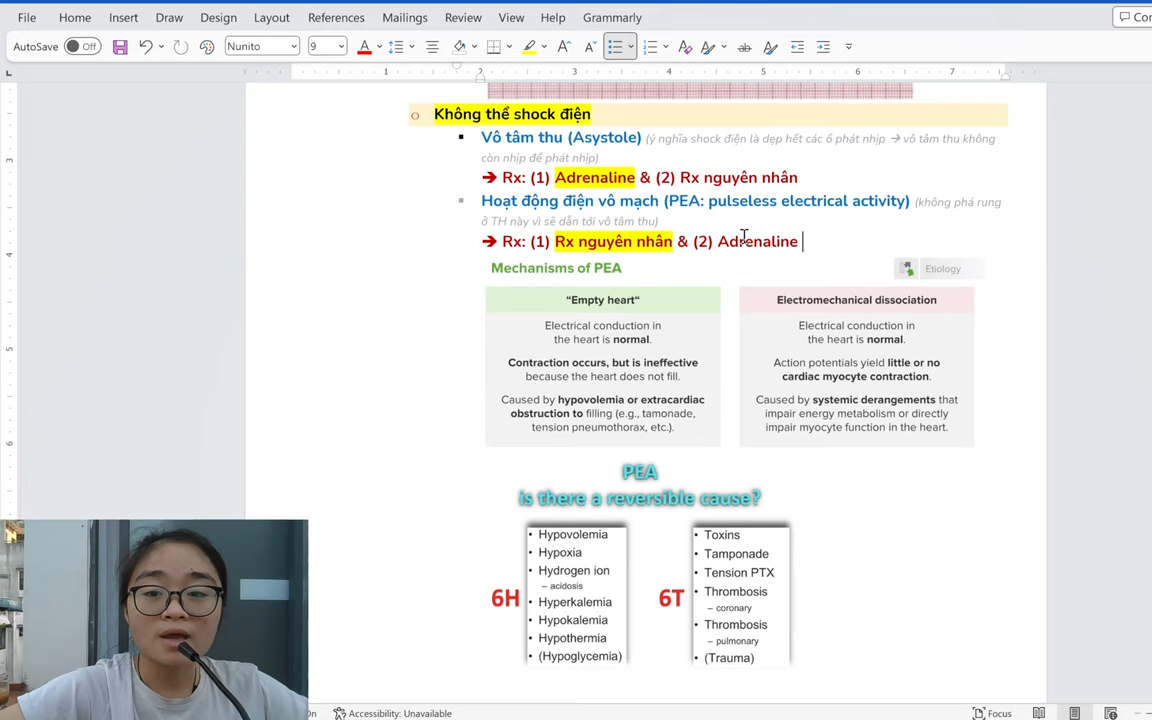 File Home Insert Draw Design Layout References Mailings Review View Help Grammarly
AutoSave Off Nunito 9
1 2 3 4 5 6 7
Không thể shock điện
Vô tâm thu (Asystole) (ý nghĩa shock điện là dẹp hết các ổ phát nhịp → vô tâm thu không
còn nhịp để phát nhịp)
➔ Rx: (1) Adrenaline & (2) Rx nguyên nhân
Hoạt động điện vô mạch (PEA: pulseless electrical activity) (không phá rung
ở TH này vì sẽ dẫn tới vô tâm thu)
➔ Rx: (1) Rx nguyên nhân & (2) Adrenaline
Mechanisms of PEA
Etiology
“Empty heart“
Electrical conduction in
the heart is normal.
Contraction occurs, but is ineffective
because the heart does not fill.
Caused by hypovolemia or extracardiac
obstruction to filling (e.g., tamonade,
tension pneumothorax, etc.).
Electromechanical dissociation
Electrical conduction in
the heart is normal.
Action potentials yield little or no
cardiac myocyte contraction.
Caused by systemic derangements that
impair energy metabolism or directly
impair myocyte function in the heart.
PEA
is there a reversible cause?
6H
• Hypovolemia
• Hypoxia
• Hydrogen ion
– acidosis
• Hyperkalemia
• Hypokalemia
• Hypothermia
• (Hypoglycemia)
6T
• Toxins
• Tamponade
• Tension PTX
• Thrombosis
– coronary
• Thrombosis
– pulmonary
• (Trauma)
Accessibility: Unavailable Focus